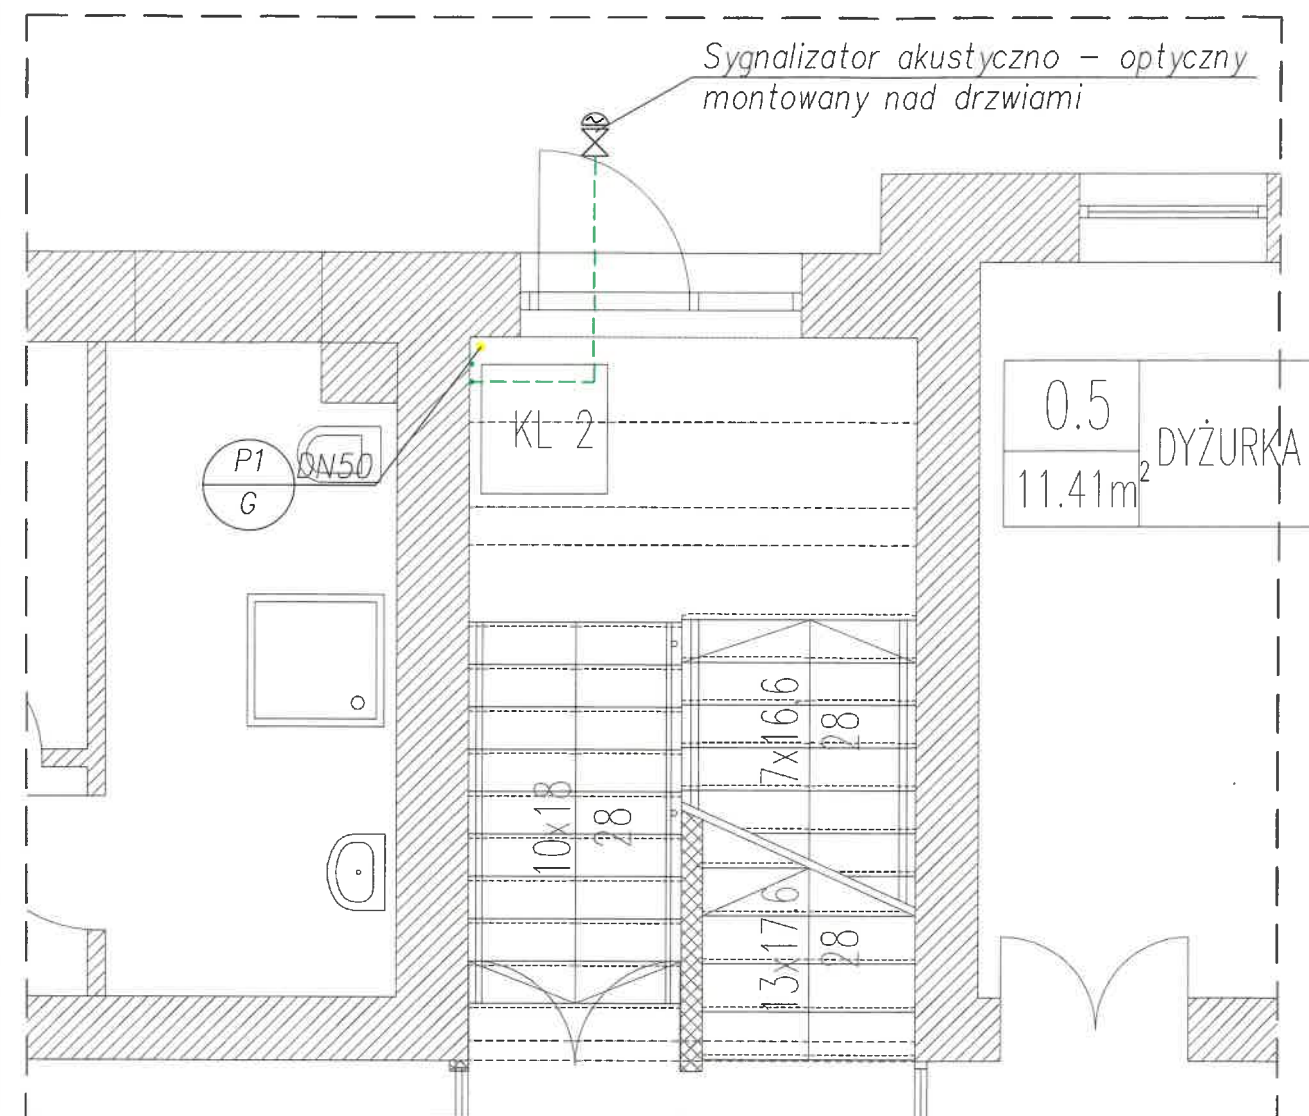 Sygnalizator akustyczno – optyczny
montowany nad drzwiami
KL 2
0.5
11.41m²
DYŻURKA
P1
G
DN50
7x16,6
28
10x18
28
13x17,6
28